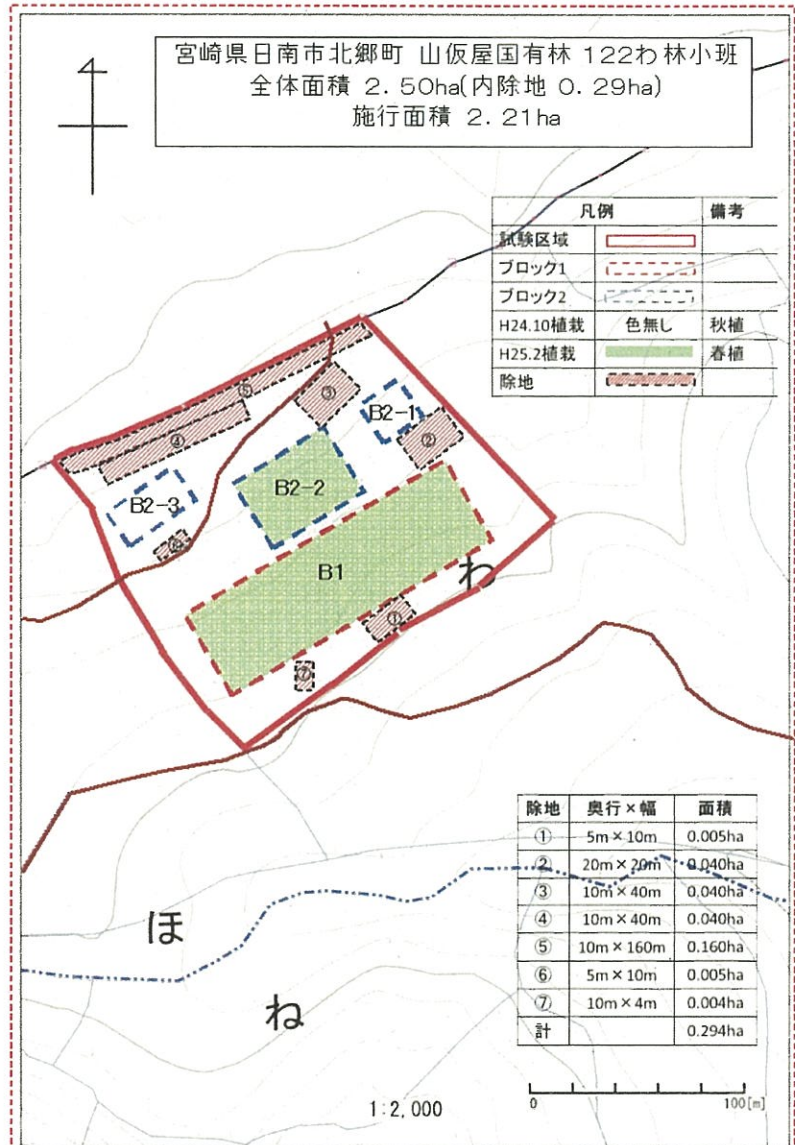 宮崎県日南市北郷町 山仮屋国有林 122わ林小班
全体面積 2.50ha(内除地 0.29ha)
施行面積 2.21ha
凡例 備考
試験区域
ブロック1
ブロック2
H24.10植栽 色無し 秋植
H25.2植栽 春植
除地
⑤
③
④
B2-1
②
B2-3
B2-2
B1
わ
①
⑦
除地 奥行×幅 面積
① 5m×10m 0.005ha
② 20m×20m 0.040ha
③ 10m×40m 0.040ha
④ 10m×40m 0.040ha
⑤ 10m×160m 0.160ha
⑥ 5m×10m 0.005ha
⑦ 10m×4m 0.004ha
計 0.294ha
ほ
ね
1:2,000
0 100[m]